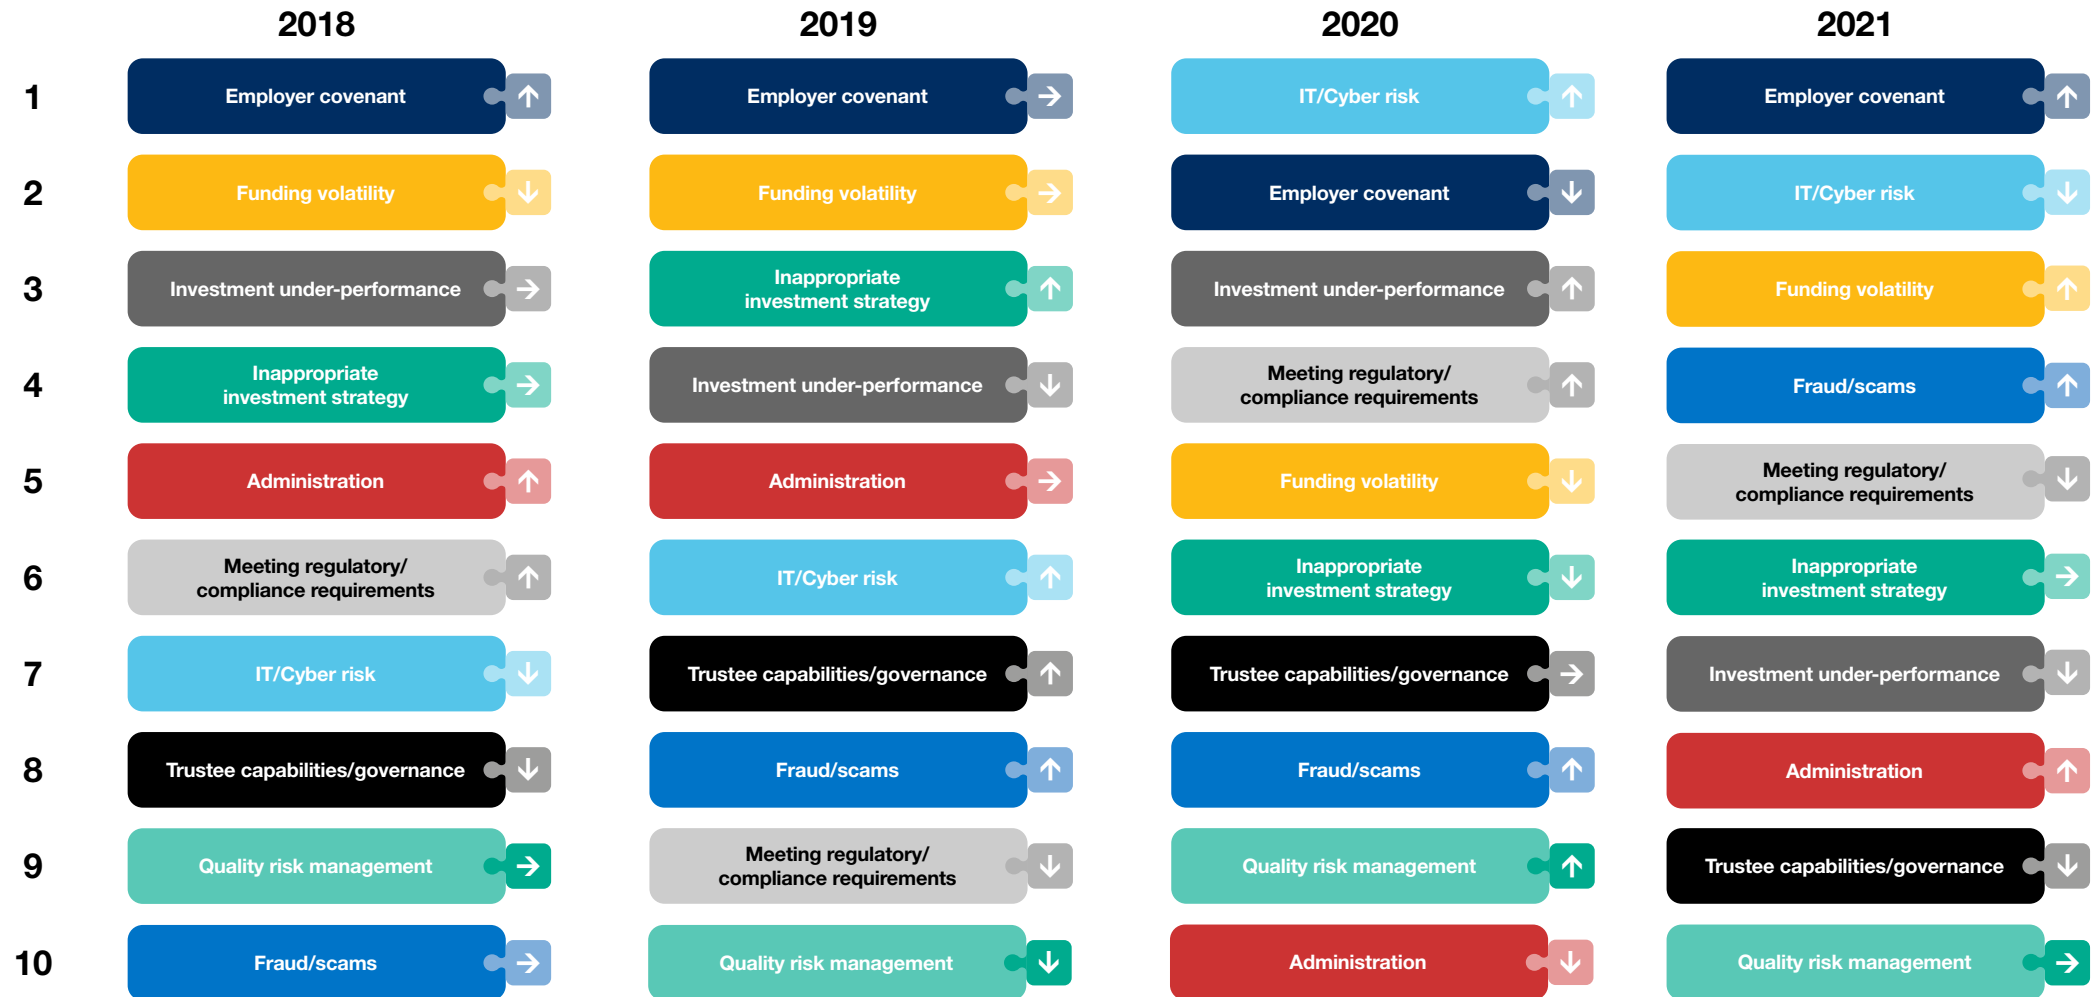 2018 2019 2020 2021
1 Employer covenant Employer covenant IT/Cyber risk Employer covenant
2 Funding volatility Funding volatility Employer covenant IT/Cyber risk
3 Investment under-performance Inappropriate investment strategy Investment under-performance Funding volatility
4 Inappropriate investment strategy Investment under-performance Meeting regulatory/ compliance requirements Fraud/scams
5 Administration Administration Funding volatility Meeting regulatory/ compliance requirements
6 Meeting regulatory/ compliance requirements IT/Cyber risk Inappropriate investment strategy Inappropriate investment strategy
7 IT/Cyber risk Trustee capabilities/governance Trustee capabilities/governance Investment under-performance
8 Trustee capabilities/governance Fraud/scams Fraud/scams Administration
9 Quality risk management Meeting regulatory/ compliance requirements Quality risk management Trustee capabilities/governance
10 Fraud/scams Quality risk management Administration Quality risk management